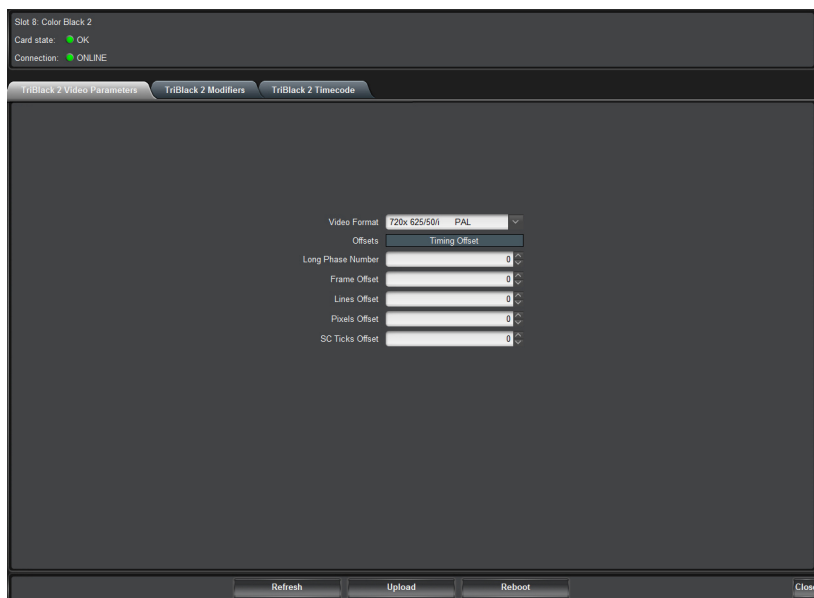 Slot 8: Color Black 2
Card state: OK
Connection: ONLINE
TriBlack 2 Video Parameters TriBlack 2 Modifiers TriBlack 2 Timecode
Video Format 720x 625/50/i PAL
Offsets Timing Offset
Long Phase Number 0
Frame Offset 0
Lines Offset 0
Pixels Offset 0
SC Ticks Offset 0
Refresh Upload Reboot Close